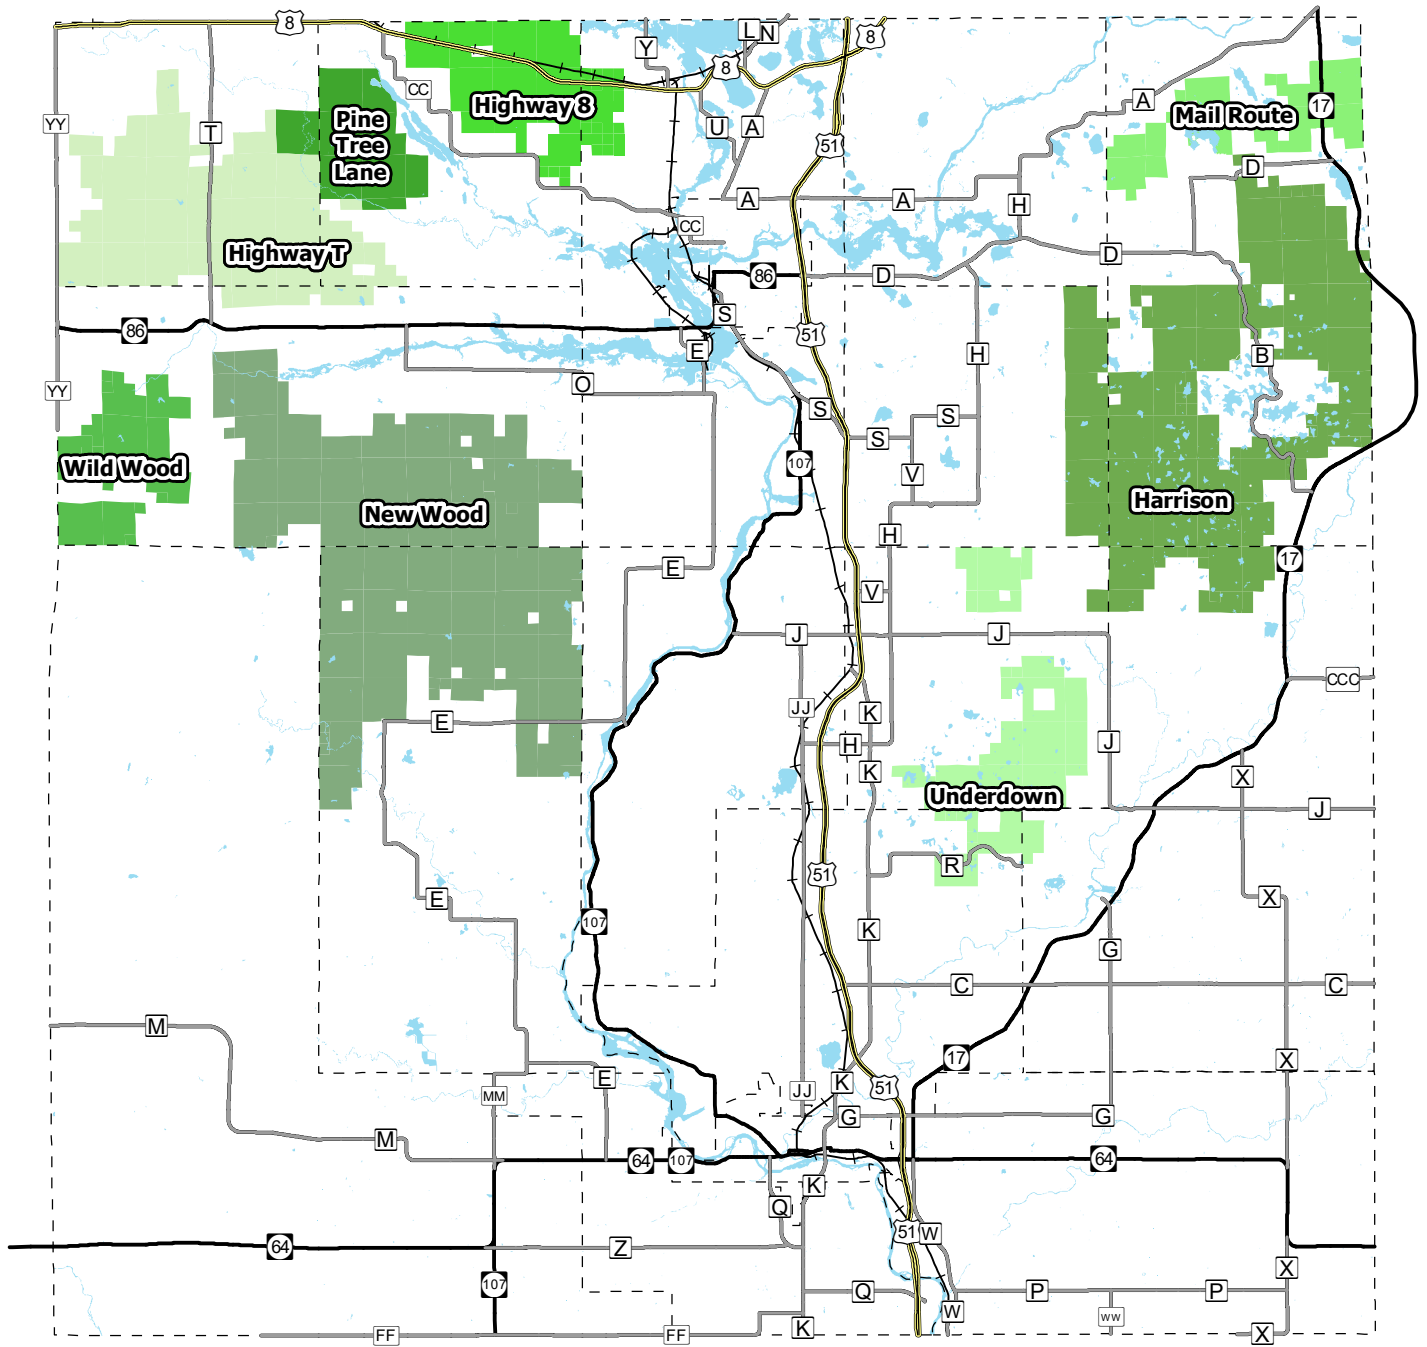 8
Y
L
N
8
8
CC
Highway 8
A
17
Mail Route
YY
T
Pine
Tree
Lane
U
A
51
D
A
A
H
CC
Highway T
D
86
D
S
86
51
E
H
B
YY
O
S
S
S
Wild Wood
107
V
New Wood
Harrison
H
17
E
V
J
J
CCC
JJ
K
E
H
J
K
X
Underdown
J
R
51
E
X
107
K
G
C
C
M
17
X
E
K
51
MM
JJ
G
G
M
64
107
64
K
Q
51
W
64
Z
X
107
Q
P
P
W
WW
FF
FF
K
X